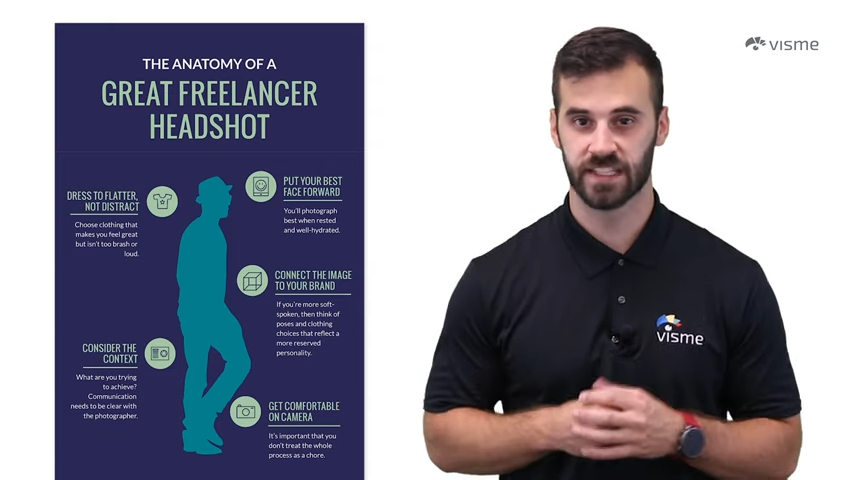 THE ANATOMY OF A
GREAT FREELANCER
HEADSHOT
DRESS TO FLATTER,
NOT DISTRACT
Choose clothing that
makes you feel great
but isn't too brash or
loud.
PUT YOUR BEST
FACE FORWARD
You'll photograph
best when rested
and well-hydrated.
CONNECT THE IMAGE
TO YOUR BRAND
If you're more soft-
spoken, then think of
poses and clothing
choices that reflect a
more reserved
personality.
CONSIDER THE
CONTEXT
What are you trying
to achieve?
Communication
needs to be clear with
the photographer.
GET COMFORTABLE
ON CAMERA
It's important that you
don't treat the whole
process as a chore.
visme
visme